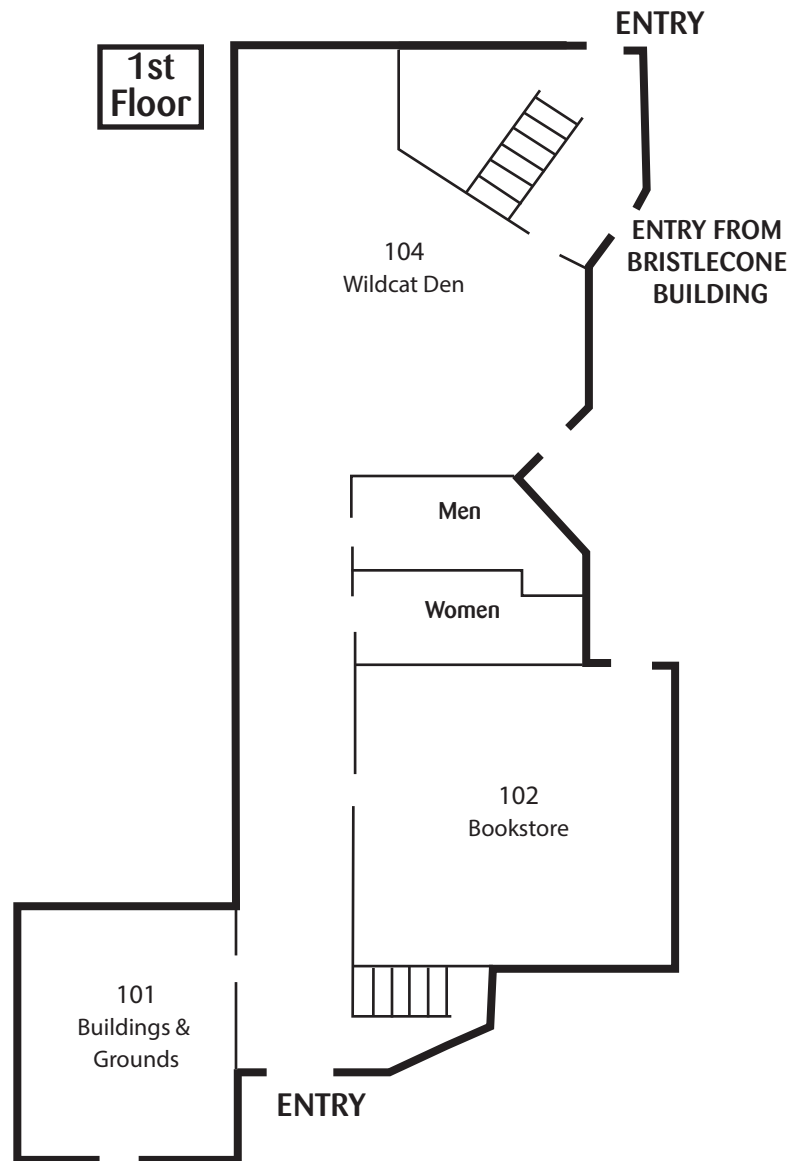 ENTRY
1st
Floor
ENTRY FROM
BRISTLECONE
BUILDING
104
Wildcat Den
Men
Women
102
Bookstore
101
Buildings &
Grounds
ENTRY